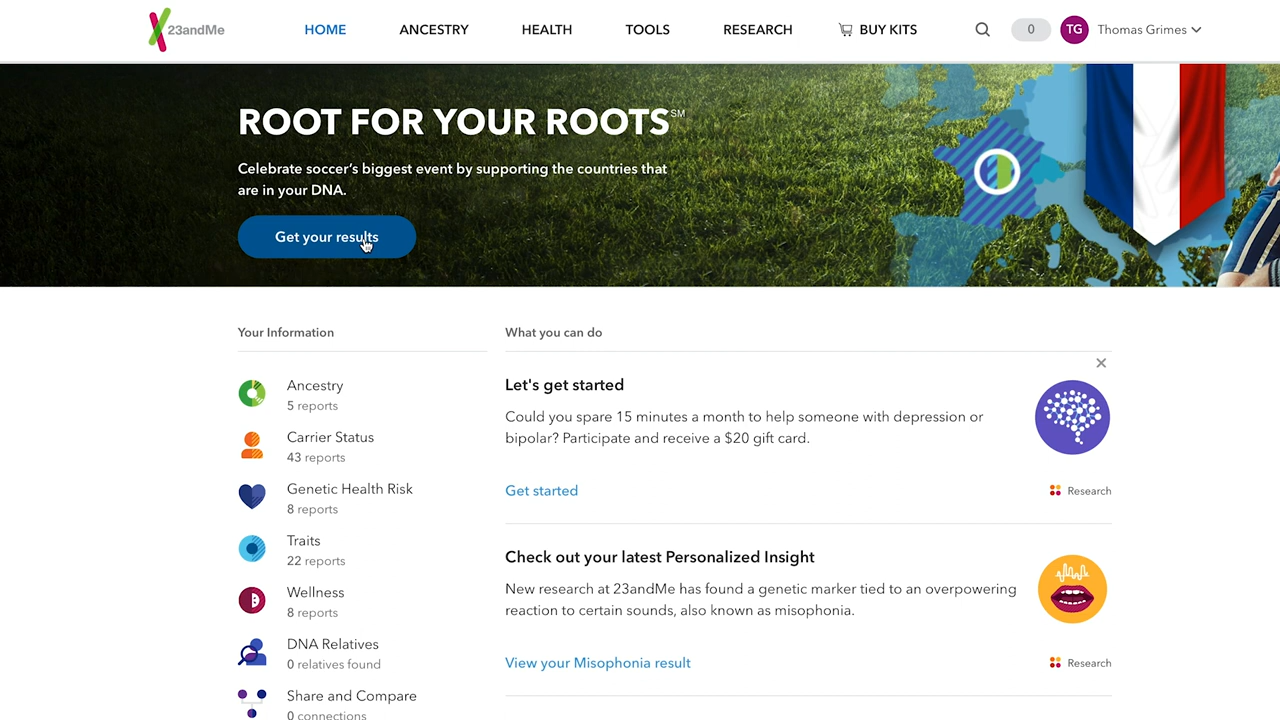 23andMe
HOME
ANCESTRY
HEALTH
TOOLS
RESEARCH
BUY KITS
0
TG
Thomas Grimes
ROOT FOR YOUR ROOTS℠
Celebrate soccer's biggest event by supporting the countries that
are in your DNA.
Get your results
Your Information
Ancestry
5 reports
Carrier Status
43 reports
Genetic Health Risk
8 reports
Traits
22 reports
Wellness
8 reports
DNA Relatives
0 relatives found
Share and Compare
0 connections
What you can do
Let's get started
Could you spare 15 minutes a month to help someone with depression or
bipolar? Participate and receive a $20 gift card.
Get started
Research
Check out your latest Personalized Insight
New research at 23andMe has found a genetic marker tied to an overpowering
reaction to certain sounds, also known as misophonia.
View your Misophonia result
Research